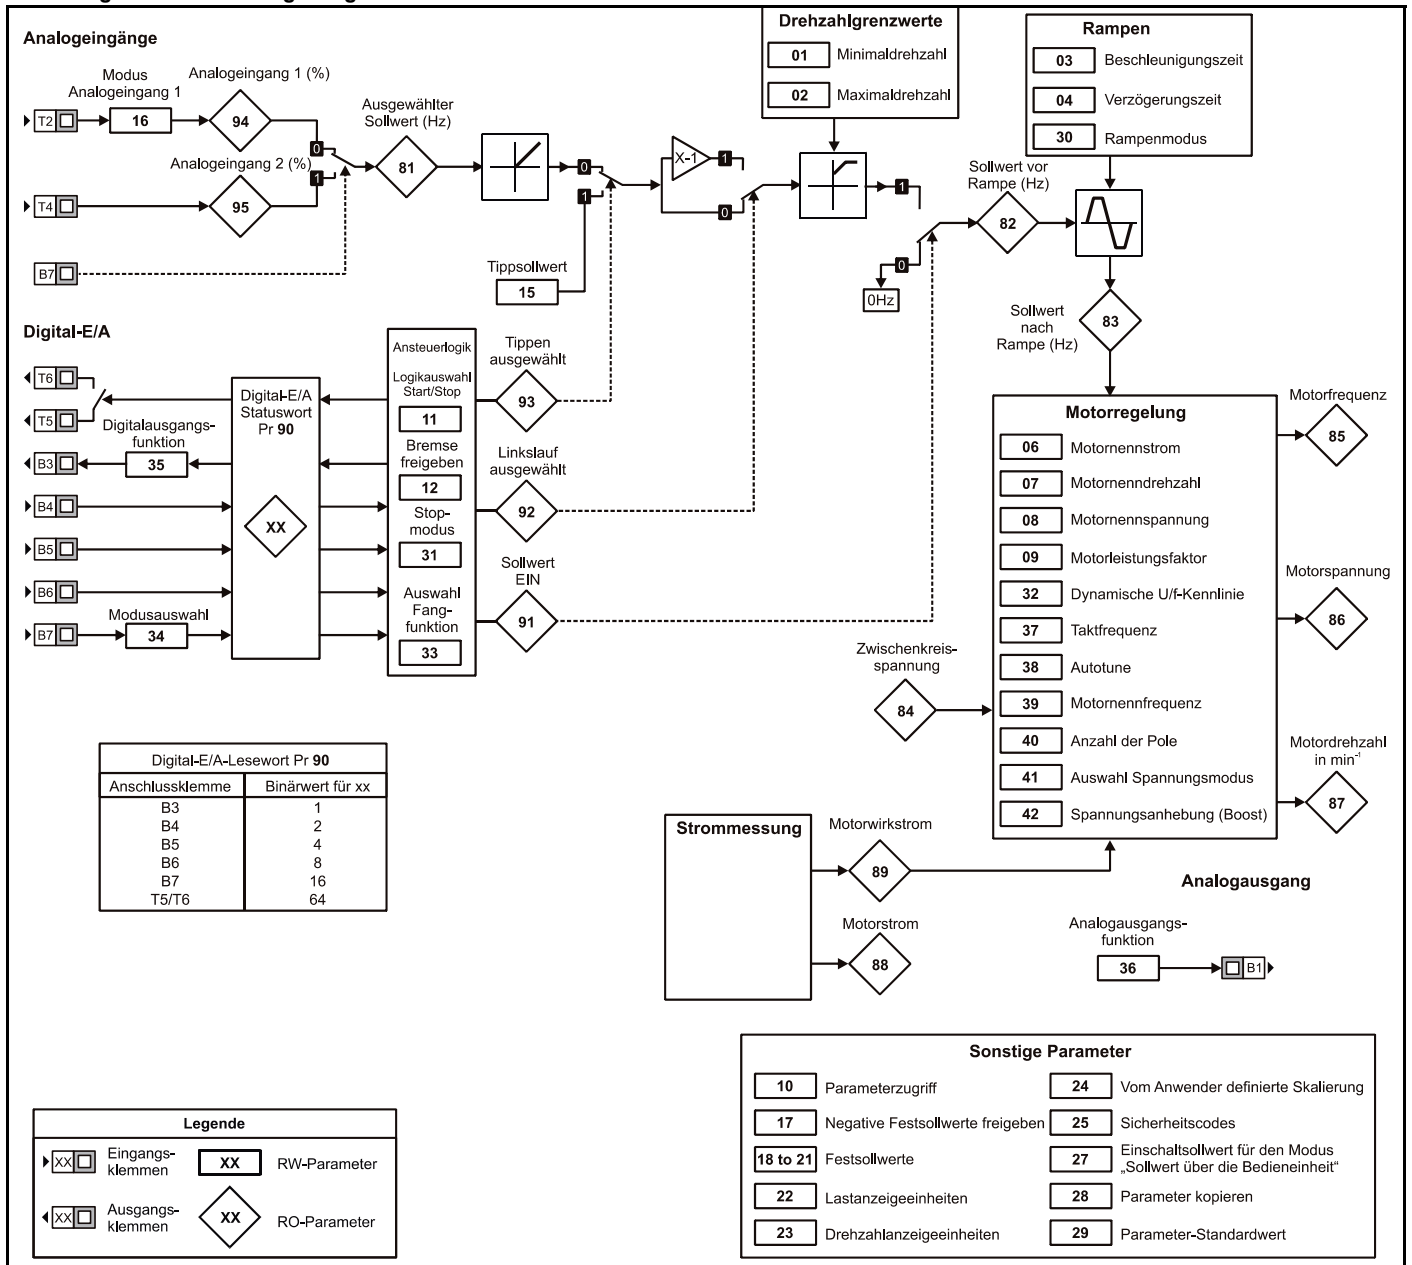 Analogeingänge
Modus
Analogeingang 1
Analogeingang 1 (%)
T2
16
94
0
Analogeingang 2 (%)
1
T4
95
B7
Ausgewählter
Sollwert (Hz)
81
0
1
Tippsollwert
15
X-1
1
0
Drehzahlgrenzwerte
01 Minimaldrehzahl
02 Maximaldrehzahl
1
0
0Hz
Sollwert vor
Rampe (Hz)
82
Rampen
03 Beschleunigungszeit
04 Verzögerungszeit
30 Rampenmodus
Sollwert
nach
Rampe (Hz)
83
Digital-E/A
T6
T5
B3
B4
B5
B6
B7
Digitalausgangs-
funktion
35
Modusauswahl
34
Digital-E/A
Statuswort
Pr 90
XX
Ansteuerlogik
Logikauswahl
Start/Stop
11
Bremse
freigeben
12
Stop-
modus
31
Auswahl
Fang-
funktion
33
Tippen
ausgewählt
93
Linkslauf
ausgewählt
92
Sollwert
EIN
91
Zwischenkreis-
spannung
84
Motorregelung
06 Motornennstrom
07 Motornenndrehzahl
08 Motornennspannung
09 Motorleistungsfaktor
32 Dynamische U/f-Kennlinie
37 Taktfrequenz
38 Autotune
39 Motornennfrequenz
40 Anzahl der Pole
41 Auswahl Spannungsmodus
42 Spannungsanhebung (Boost)
Motorfrequenz
85
Motorspannung
86
Motordrehzahl
in min⁻¹
87
Digital-E/A-Lesewort Pr 90
Anschlussklemme Binärwert für xx
B3 1
B4 2
B5 4
B6 8
B7 16
T5/T6 64
Strommessung
Motorwirkstrom
89
Motorstrom
88
Analogausgang
Analogausgangs-
funktion
36
B1
Sonstige Parameter
10 Parameterzugriff
17 Negative Festsollwerte freigeben
18 to 21 Festsollwerte
22 Lastanzeigeeinheiten
23 Drehzahlanzeigeeinheiten
24 Vom Anwender definierte Skalierung
25 Sicherheitscodes
27 Einschaltsollwert für den Modus
„Sollwert über die Bedieneinheit“
28 Parameter kopieren
29 Parameter-Standardwert
Legende
XX Eingangs-
klemmen
XX RW-Parameter
XX Ausgangs-
klemmen
XX RO-Parameter